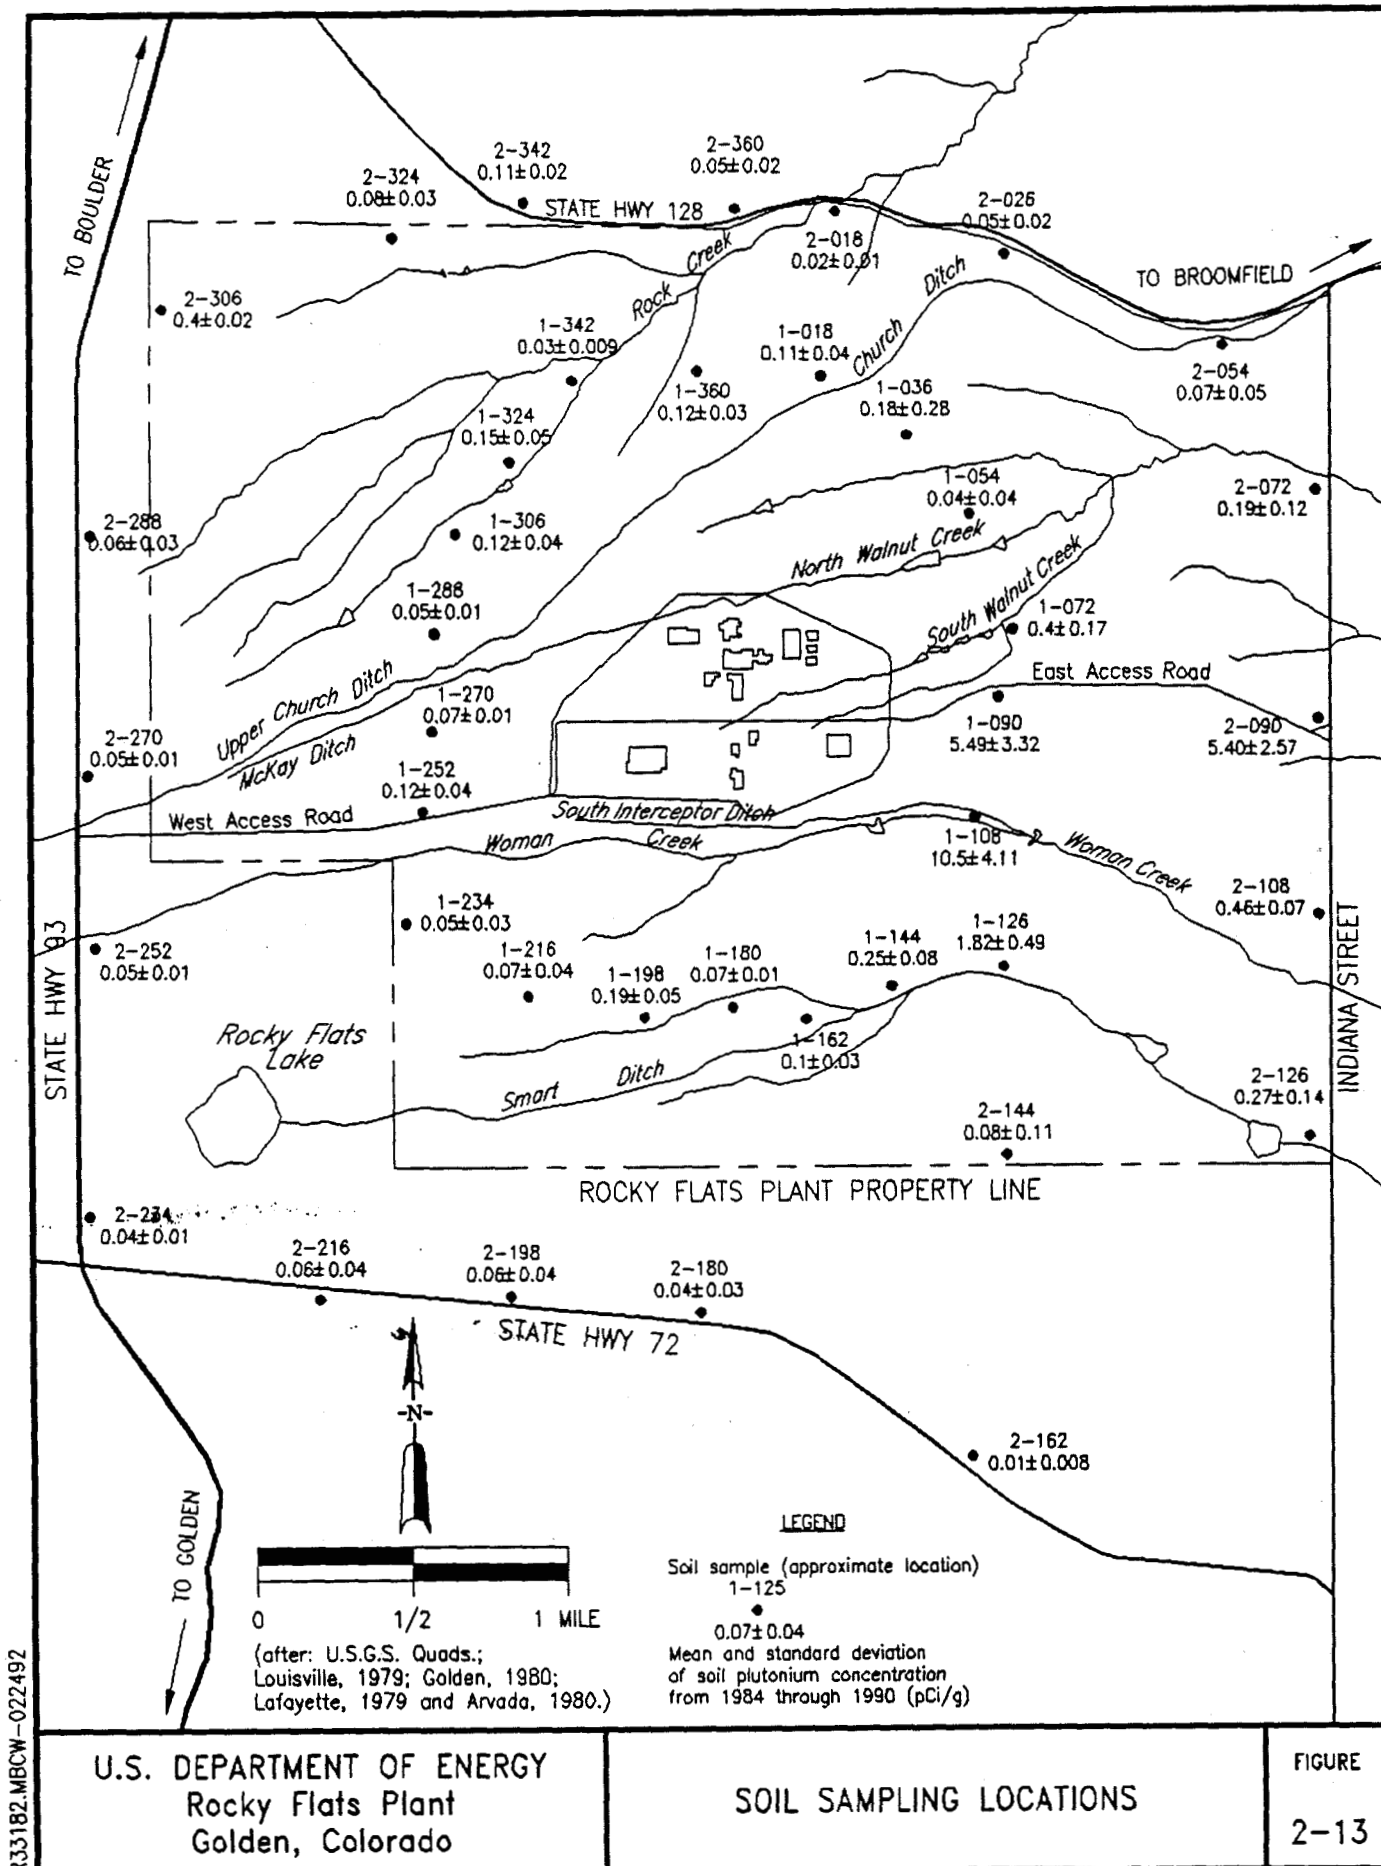 TO BOULDER
2-342
0.11±0.02
2-360
0.05±0.02
2-324
0.08±0.03
STATE HWY 128
2-026
0.05±0.02
2-018
0.02±0.01
TO BROOMFIELD
Rock Creek
Church Ditch
2-306
0.4±0.02
1-342
0.03±0.009
1-018
0.11±0.04
1-360
0.12±0.03
1-036
0.18±0.28
2-054
0.07±0.05
1-324
0.15±0.05
1-054
0.04±0.04
2-072
0.19±0.12
2-288
0.06±0.03
1-306
0.12±0.04
North Walnut Creek
South Walnut Creek
1-288
0.05±0.01
1-072
0.4±0.17
East Access Road
Upper Church Ditch
McKay Ditch
1-270
0.07±0.01
1-090
5.49±3.32
2-090
5.40±2.57
2-270
0.05±0.01
1-252
0.12±0.04
West Access Road
South Interceptor Ditch
Woman Creek
1-108
10.5±4.11
Woman Creek
2-108
0.46±0.07
1-234
0.05±0.03
STATE HWY 93
2-252
0.05±0.01
1-216
0.07±0.04
1-198
0.19±0.05
1-180
0.07±0.01
1-144
0.25±0.08
1-126
1.82±0.49
INDIANA STREET
Rocky Flats
Lake
1-162
0.1±0.03
Smart Ditch
2-126
0.27±0.14
2-144
0.08±0.11
ROCKY FLATS PLANT PROPERTY LINE
2-234
0.04±0.01
2-216
0.06±0.04
2-198
0.06±0.04
2-180
0.04±0.03
STATE HWY 72
-N-
2-162
0.01±0.008
TO GOLDEN
0 1/2 1 MILE
(after: U.S.G.S. Quads.;
Louisville, 1979; Golden, 1980;
Lafayette, 1979 and Arvada, 1980.)
LEGEND
Soil sample (approximate location)
1-125
0.07±0.04
Mean and standard deviation
of soil plutonium concentration
from 1984 through 1990 (pCi/g)
R33182.MBCW-022492
U.S. DEPARTMENT OF ENERGY
Rocky Flats Plant
Golden, Colorado
SOIL SAMPLING LOCATIONS
FIGURE
2-13